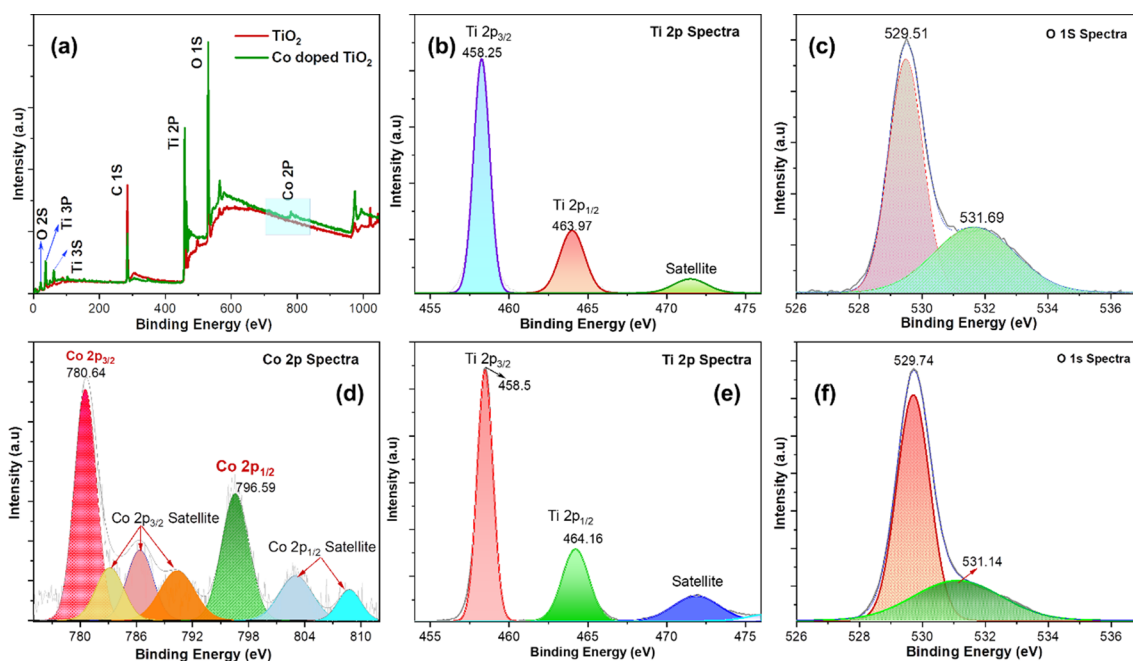 (a)
TiO2
Co doped TiO2
O 2S
Ti 3P
Ti 3S
C 1S
Ti 2P
O 1S
Co 2P
Intensity (a.u)
0 200 400 600 800 1000
Binding Energy (eV)
(b)
Ti 2p Spectra
Ti 2p3/2
458.25
Ti 2p1/2
463.97
Satellite
Intensity (a.u)
455 460 465 470 475
Binding Energy (eV)
(c)
O 1S Spectra
529.51
531.69
Intensity (a.u)
526 528 530 532 534 536
Binding Energy (eV)
Co 2p Spectra
(d)
Co 2p3/2
780.64
Co 2p1/2
796.59
Co 2p3/2 Satellite
Co 2p1/2 Satellite
Intensity (a.u)
780 786 792 798 804 810
Binding Energy (eV)
Ti 2p Spectra
(e)
Ti 2p3/2
458.5
Ti 2p1/2
464.16
Satellite
Intensity (a.u)
455 460 465 470 475
Binding Energy (eV)
O 1s Spectra
(f)
529.74
531.14
Intensity (a.u)
526 528 530 532 534 536
Binding Energy (eV)